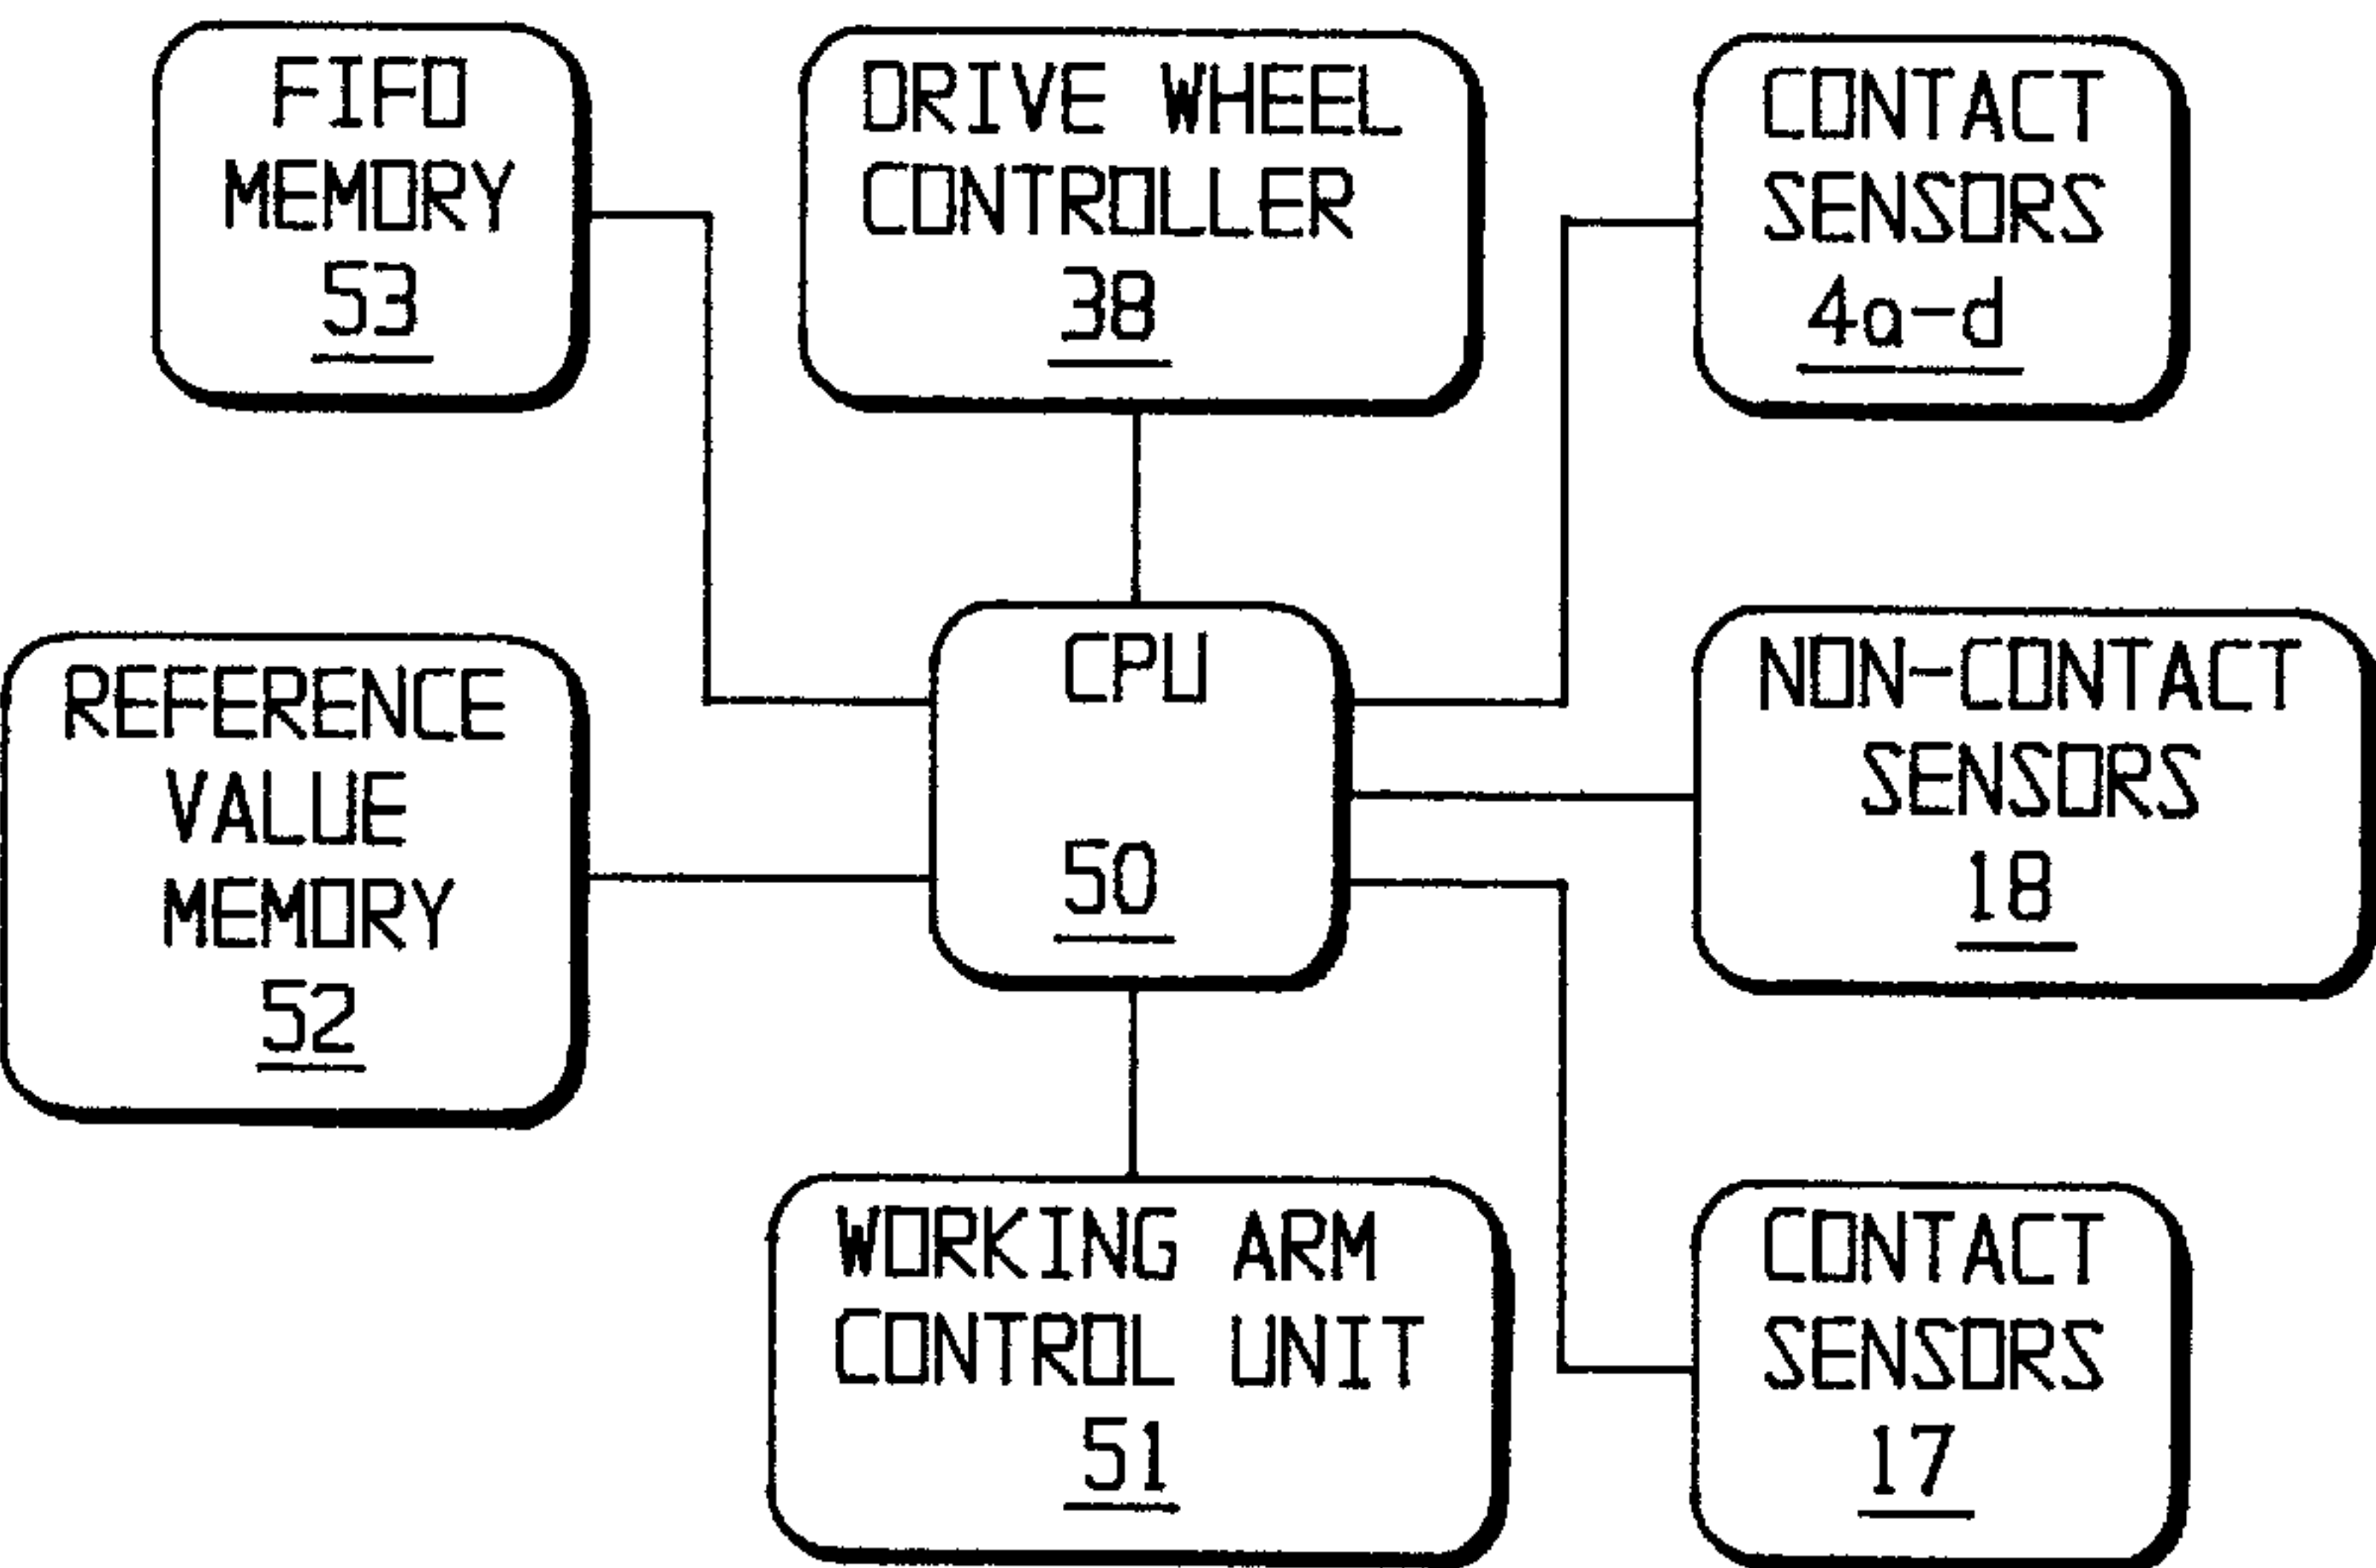 FIFO
MEMORY
53
DRIVE WHEEL
CONTROLLER
38
CONTACT
SENSORS
4a-d
REFERENCE
VALUE
MEMORY
52
CPU
50
NON-CONTACT
SENSORS
18
WORKING ARM
CONTROL UNIT
51
CONTACT
SENSORS
17